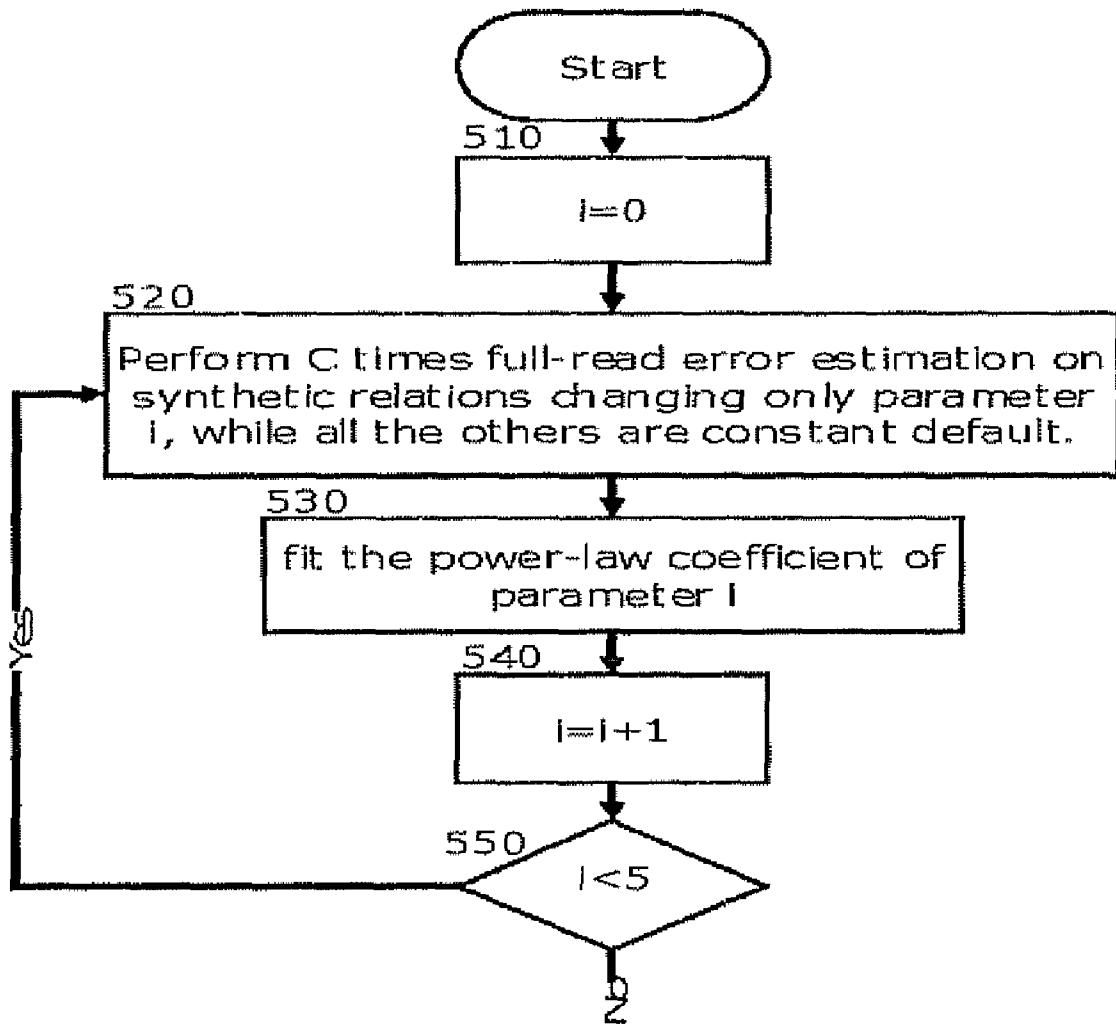 Start
510
i=0
520
Perform C times full-read error estimation on
synthetic relations changing only parameter
i, while all the others are constant default.
530
fit the power-law coefficient of
parameter i
540
i=i+1
550
i<5
Yes
No